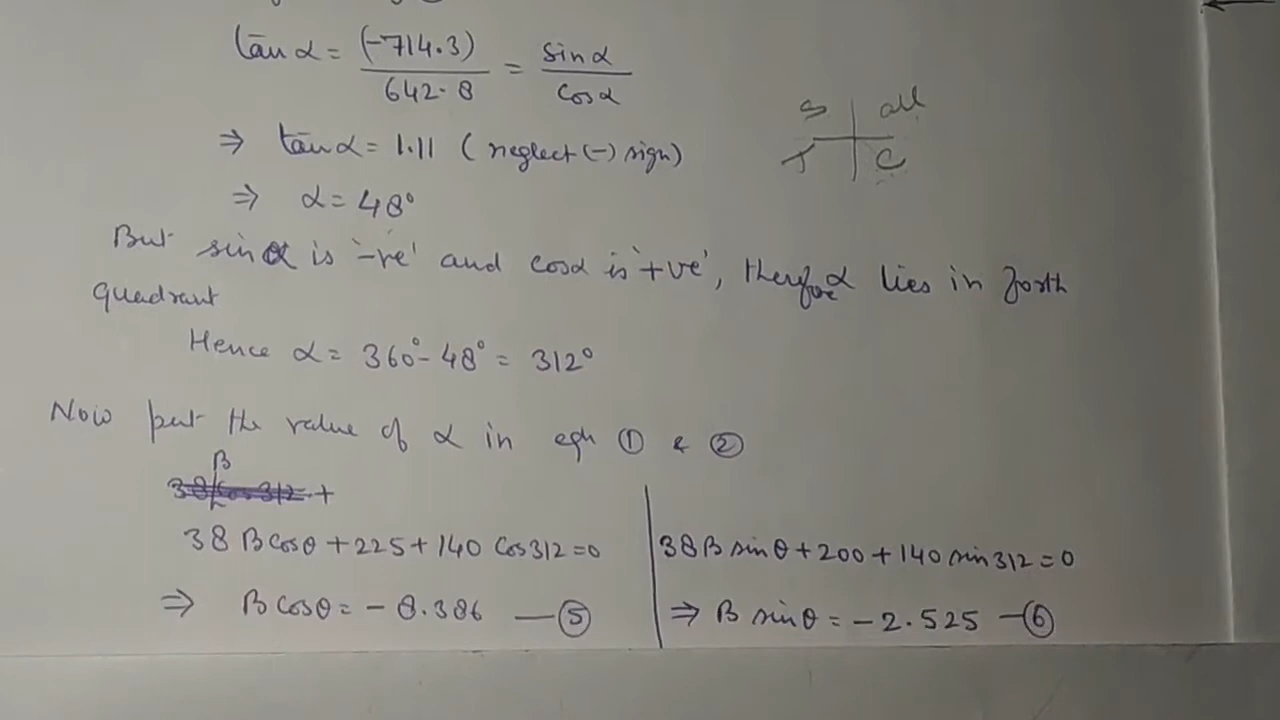 tan α = (-714.3) / 642.8 = sin α / cos α
⇒ tan α = 1.11 ( neglect (-) sign)
S all
T C
⇒ α = 48°
But sin α is '-ve' and cos α is '+ve', therefore α lies in forth
quadrant
Hence α = 360° - 48° = 312°
Now put the value of α in eqn ① & ②
B
+
38 B cos θ + 225 + 140 cos 312 = 0
38 B sin θ + 200 + 140 sin 312 = 0
⇒ B cos θ = - 8.386 — ⑤
⇒ B sin θ = - 2.525 — ⑥